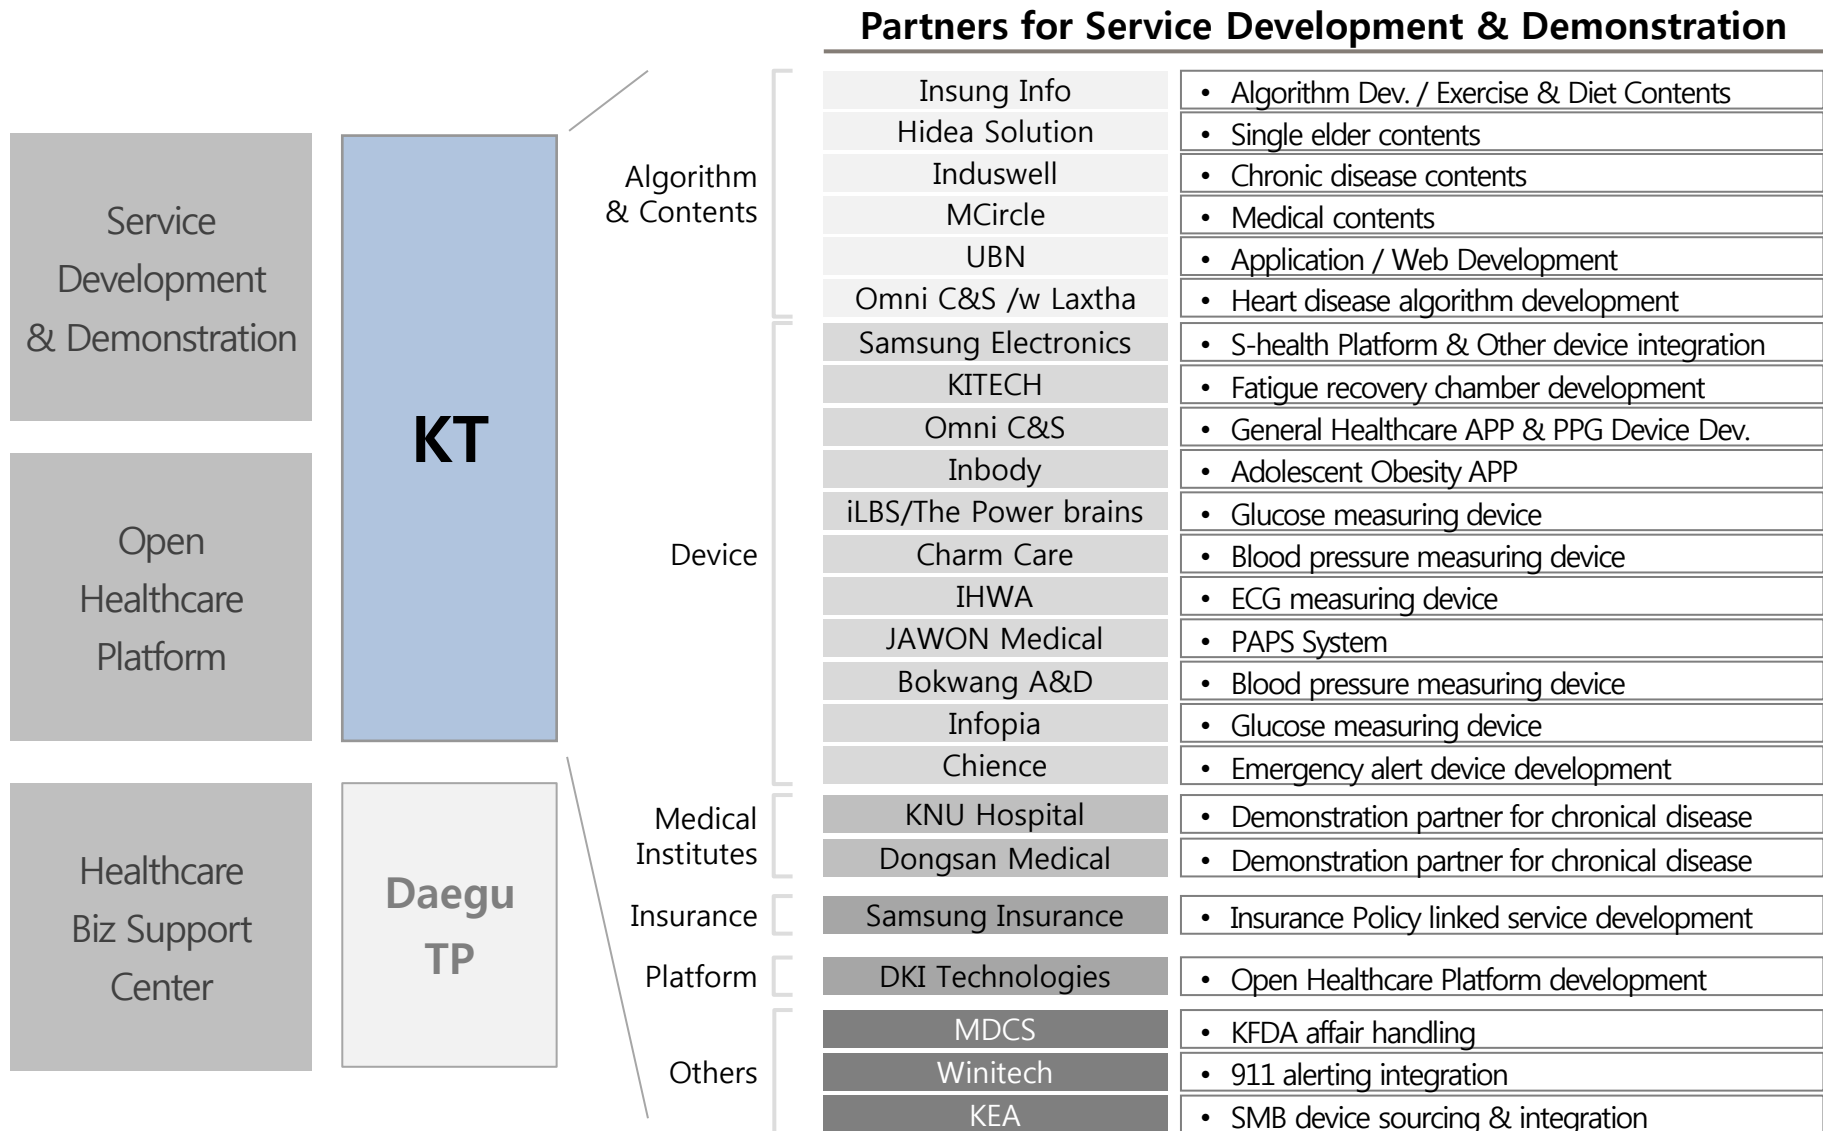 Partners for Service Development & Demonstration
Service
Development
& Demonstration
Open
Healthcare
Platform
Healthcare
Biz Support
Center
KT
Daegu
TP
Algorithm
& Contents
Insung Info • Algorithm Dev. / Exercise & Diet Contents
Hidea Solution • Single elder contents
Induswell • Chronic disease contents
MCircle • Medical contents
UBN • Application / Web Development
Omni C&S /w Laxtha • Heart disease algorithm development
Device
Samsung Electronics • S-health Platform & Other device integration
KITECH • Fatigue recovery chamber development
Omni C&S • General Healthcare APP & PPG Device Dev.
Inbody • Adolescent Obesity APP
iLBS/The Power brains • Glucose measuring device
Charm Care • Blood pressure measuring device
IHWA • ECG measuring device
JAWON Medical • PAPS System
Bokwang A&D • Blood pressure measuring device
Infopia • Glucose measuring device
Chience • Emergency alert device development
Medical
Institutes
KNU Hospital • Demonstration partner for chronical disease
Dongsan Medical • Demonstration partner for chronical disease
Insurance
Samsung Insurance • Insurance Policy linked service development
Platform
DKI Technologies • Open Healthcare Platform development
Others
MDCS • KFDA affair handling
Winitech • 911 alerting integration
KEA • SMB device sourcing & integration